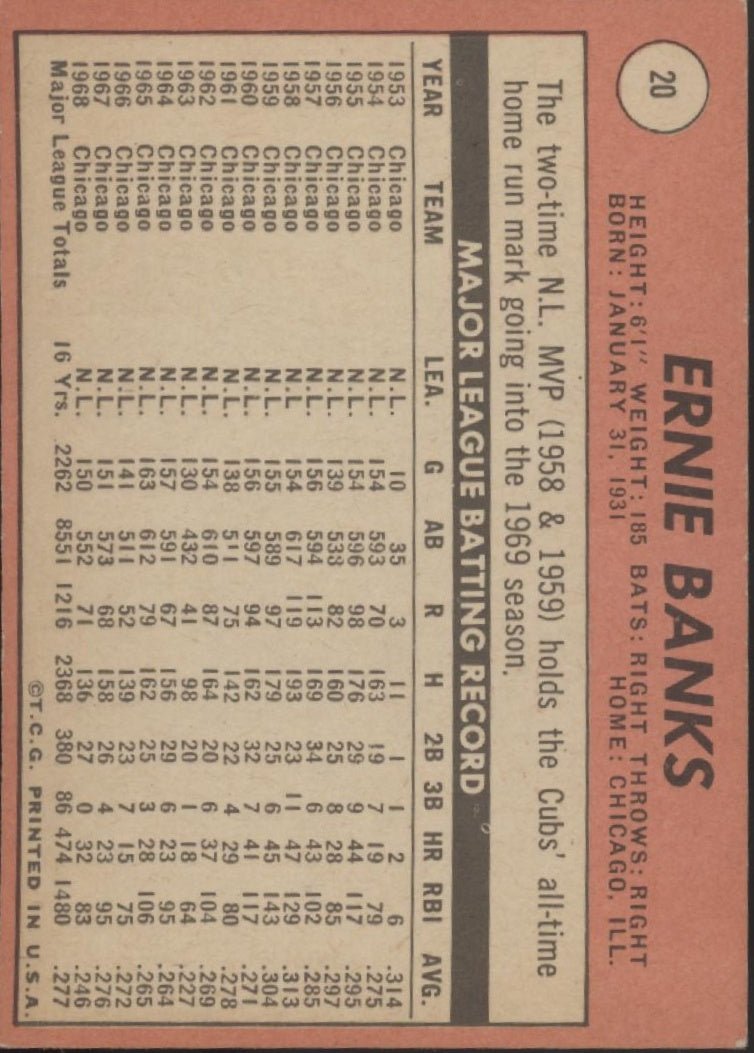 20
ERNIE BANKS
HEIGHT: 6'1" WEIGHT: 185 BATS: RIGHT THROWS: RIGHT
BORN: JANUARY 31, 1931 HOME: CHICAGO, ILL.
The two-time N.L. MVP (1958 & 1959) holds the Cubs' all-time
home run mark going into the 1969 season.
MAJOR LEAGUE BATTING RECORD
YEAR TEAM LEA. G AB R H 2B 3B HR RBI AVG.
1953 Chicago N.L. 10 35 3 11 1 1 2 6 .314
1954 Chicago N.L. 154 593 70 163 19 7 19 79 .275
1955 Chicago N.L. 154 596 98 176 29 9 44 117 .295
1956 Chicago N.L. 139 538 82 160 25 8 28 85 .297
1957 Chicago N.L. 156 594 113 169 34 6 43 102 .285
1958 Chicago N.L 154 617 119 193 23 11 47 129 .313
1959 Chicago N.L. 155 589 97 179 25 6 45 143 .304
1960 Chicago N.L. 156 597 94 162 32 7 41 117 .271
1961 Chicago N.L. 138 511 75 142 22 4 29 80 .278
1962 Chicago N.L. 154 610 87 164 20 6 37 104 .269
1963 Chicago N.L. 130 432 41 98 20 1 18 64 .227
1964 Chicago N.L. 157 591 67 156 29 6 23 95 .264
1965 Chicago N.L. 163 612 79 162 25 3 28 106 .265
1966 Chicago N.L. 141 511 52 139 23 7 15 75 .272
1967 Chicago N.L. 151 573 68 158 26 4 23 95 .276
1968 Chicago N.L. 150 552 71 136 27 0 32 83 .246
Major League Totals 16 Yrs. 2262 8551 1216 2368 380 86 474 1480 .277
©T.C.G. PRINTED IN U.S.A.